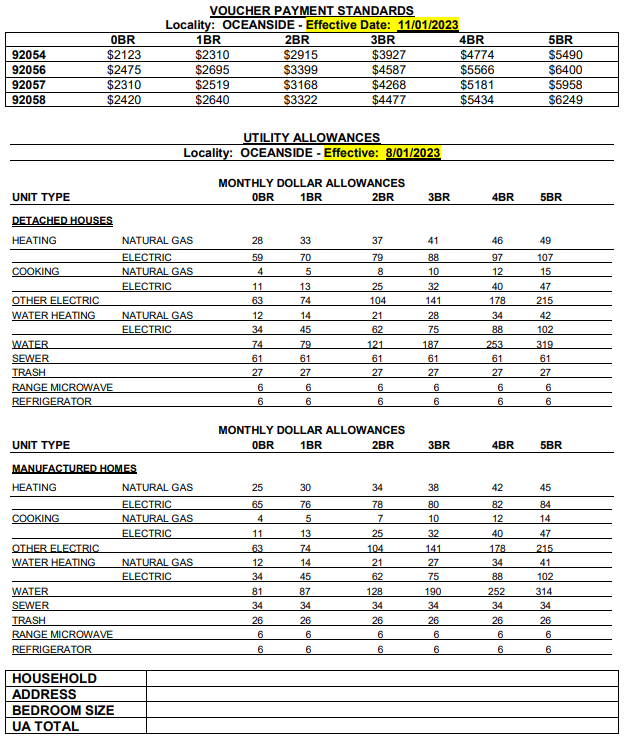 VOUCHER PAYMENT STANDARDS
Locality: OCEANSIDE - Effective Date: 11/01/2023
0BR 1BR 2BR 3BR 4BR 5BR
92054 $2123 $2310 $2915 $3927 $4774 $5490
92056 $2475 $2695 $3399 $4587 $5566 $6400
92057 $2310 $2519 $3168 $4268 $5181 $5958
92058 $2420 $2640 $3322 $4477 $5434 $6249
UTILITY ALLOWANCES
Locality: OCEANSIDE - Effective: 8/01/2023
MONTHLY DOLLAR ALLOWANCES
UNIT TYPE 0BR 1BR 2BR 3BR 4BR 5BR
DETACHED HOUSES
HEATING NATURAL GAS 28 33 37 41 46 49
ELECTRIC 59 70 79 88 97 107
COOKING NATURAL GAS 4 5 8 10 12 15
ELECTRIC 11 13 25 32 40 47
OTHER ELECTRIC 63 74 104 141 178 215
WATER HEATING NATURAL GAS 12 14 21 28 34 42
ELECTRIC 34 45 62 75 88 102
WATER 74 79 121 187 253 319
SEWER 61 61 61 61 61 61
TRASH 27 27 27 27 27 27
RANGE MICROWAVE 6 6 6 6 6 6
REFRIGERATOR 6 6 6 6 6 6
MONTHLY DOLLAR ALLOWANCES
UNIT TYPE 0BR 1BR 2BR 3BR 4BR 5BR
MANUFACTURED HOMES
HEATING NATURAL GAS 25 30 34 38 42 45
ELECTRIC 65 76 78 80 82 84
COOKING NATURAL GAS 4 5 7 10 12 14
ELECTRIC 11 13 25 32 40 47
OTHER ELECTRIC 63 74 104 141 178 215
WATER HEATING NATURAL GAS 12 14 21 27 34 41
ELECTRIC 34 45 62 75 88 102
WATER 81 87 128 190 252 314
SEWER 34 34 34 34 34 34
TRASH 26 26 26 26 26 26
RANGE MICROWAVE 6 6 6 6 6 6
REFRIGERATOR 6 6 6 6 6 6
HOUSEHOLD
ADDRESS
BEDROOM SIZE
UA TOTAL